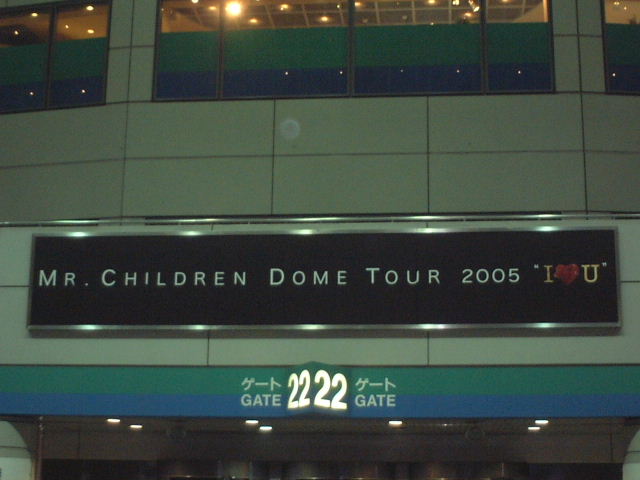 MR. CHILDREN DOME TOUR 2005 "I❤U"
ゲート 22 22 ゲート
GATE GATE